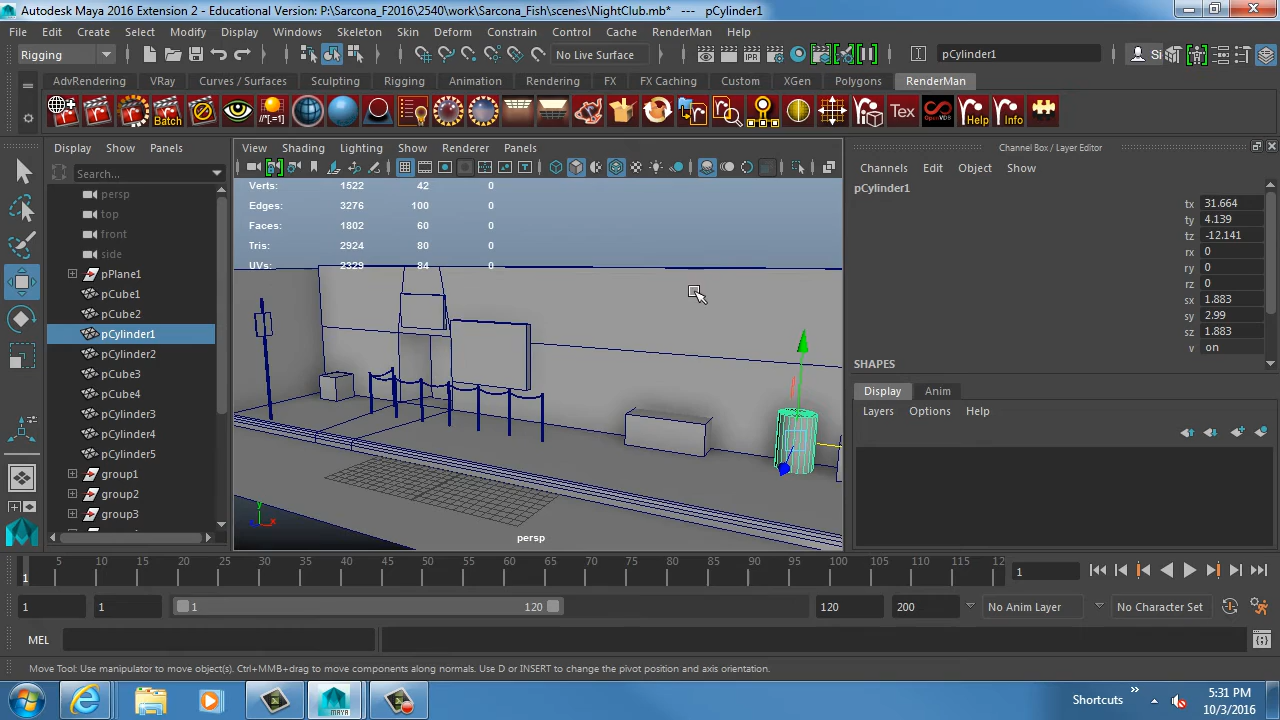 Autodesk Maya 2016 Extension 2 - Educational Version: P:\Sarcona_F2016\2540\work\Sarcona_Fish\scenes\NightClub.mb* --- pCylinder1
File Edit Create Select Modify Display Windows Skeleton Skin Deform Constrain Control Cache RenderMan Help
Rigging No Live Surface pCylinder1 Si
AdvRendering VRay Curves / Surfaces Sculpting Rigging Animation Rendering FX FX Caching Custom XGen Polygons RenderMan
Batch //*[.=1] IPR Tex OpenVDB Help Info
Display Show Panels
Search...
persp
top
front
side
pPlane1
pCube1
pCube2
pCylinder1
pCylinder2
pCube3
pCube4
pCylinder3
pCylinder4
pCylinder5
group1
group2
group3
View Shading Lighting Show Renderer Panels
Verts: 1522 42 0
Edges: 3276 100 0
Faces: 1802 60 0
Tris: 2924 80 0
UVs: 2329 84 0
y
x
persp
Channel Box / Layer Editor
Channels Edit Object Show
pCylinder1
tx 31.664
ty 4.139
tz -12.141
rx 0
ry 0
rz 0
sx 1.883
sy 2.99
sz 1.883
v on
SHAPES
Display Anim
Layers Options Help
1 5 10 15 20 25 30 35 40 45 50 55 60 65 70 75 80 85 90 95 100 105 110 115 12 1
1 1 1 120 120 200 No Anim Layer No Character Set
MEL
Move Tool: Use manipulator to move object(s). Ctrl+MMB+drag to move components along normals. Use D or INSERT to change the pivot position and axis orientation.
MAYA Shortcuts » 5:31 PM
10/3/2016